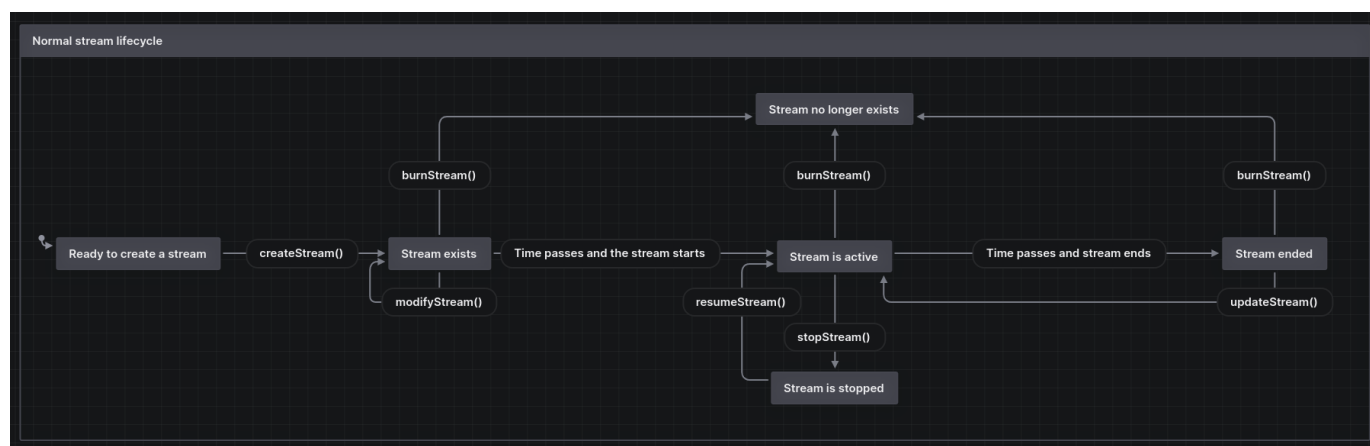 Normal stream lifecycle
Stream no longer exists
burnStream()
burnStream()
burnStream()
Ready to create a stream
createStream()
Stream exists
Time passes and the stream starts
Stream is active
Time passes and stream ends
Stream ended
modifyStream()
resumeStream()
updateStream()
stopStream()
Stream is stopped